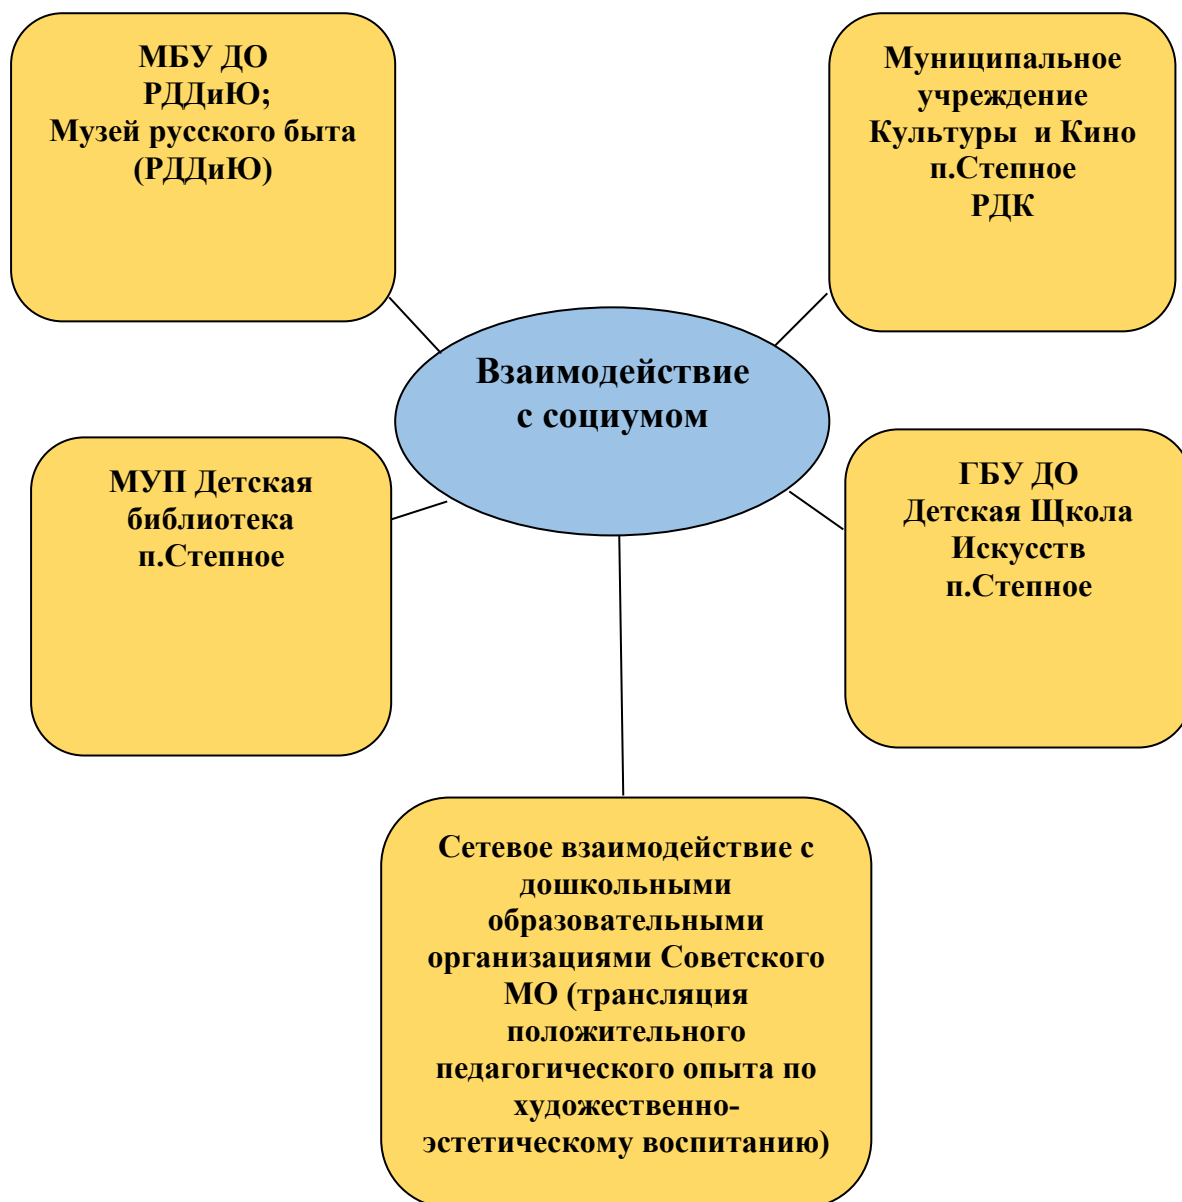 МБУ ДО
РДДиЮ;
Музей русского быта
(РДДиЮ)
Муниципальное
учреждение
Культуры и Кино
п.Степное
РДК
Взаимодействие
с социумом
МУП Детская
библиотека
п.Степное
ГБУ ДО
Детская Щкола
Искусств
п.Степное
Сетевое взаимодействие с
дошкольными
образовательными
организациями Советского
МО (трансляция
положительного
педагогического опыта по
художественно-
эстетическому воспитанию)